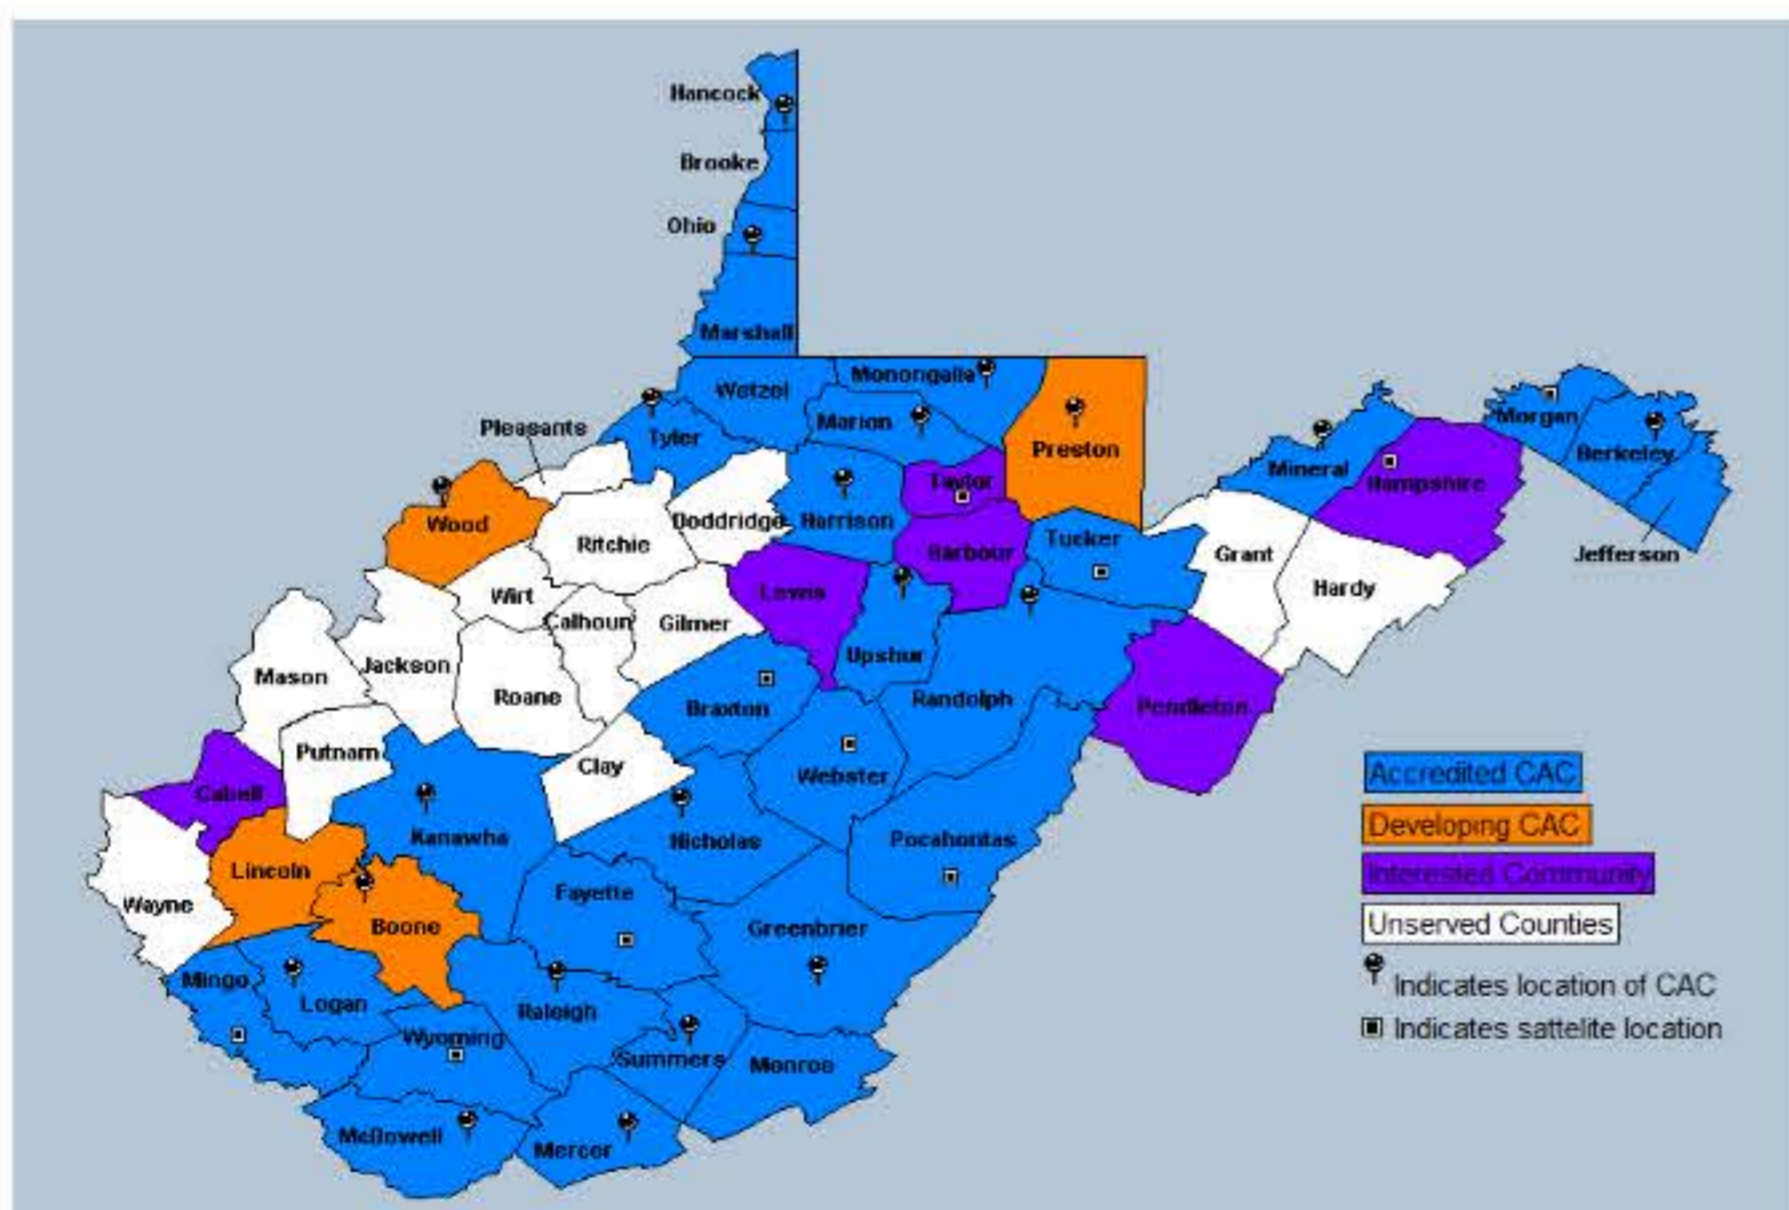 Hancock
Brooke
Ohio
Marshall
Wetzel
Monongalia
Marion
Tyler
Pleasants
Preston
Morgan
Berkeley
Mineral
Hampshire
Jefferson
Wood
Taylor
Doddridge
Harrison
Ritchie
Barbour
Tucker
Grant
Hardy
Wirt
Lewis
Calhoun
Gilmer
Upshur
Jackson
Mason
Roane
Braxton
Randolph
Pendleton
Putnam
Clay
Webster
Cabell
Kanawha
Nicholas
Pocahontas
Lincoln
Fayette
Wayne
Boone
Greenbrier
Mingo
Logan
Raleigh
Wyoming
Summers
Monroe
McDowell
Mercer
Accredited CAC
Developing CAC
Interested Community
Unserved Counties
Indicates location of CAC
Indicates sattelite location